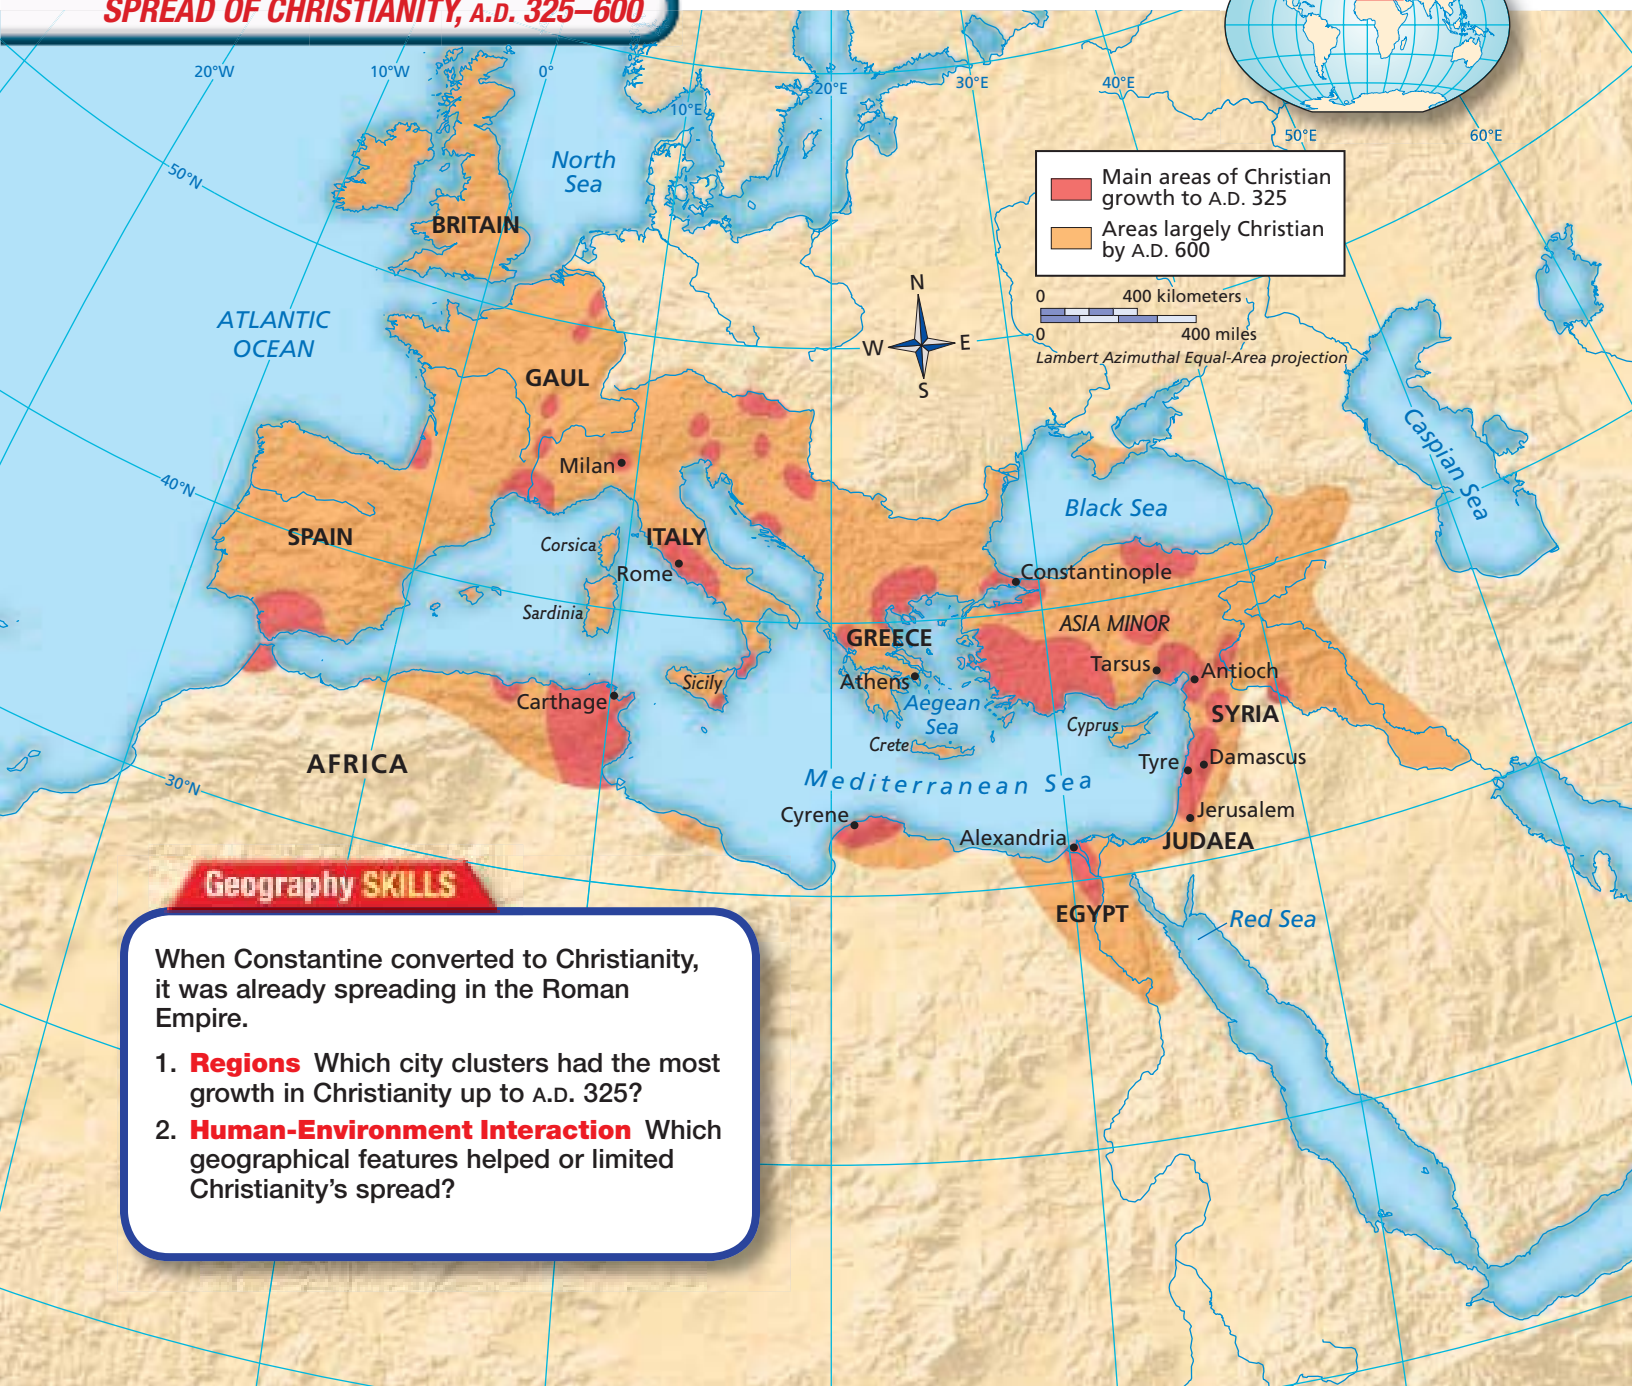 SPREAD OF CHRISTIANITY, A.D. 325–600
20°W
10°W
0°
10°E
20°E
30°E
40°E
50°E
60°E
50°N
40°N
30°N
North
Sea
BRITAIN
ATLANTIC
OCEAN
Main areas of Christian
growth to A.D. 325
Areas largely Christian
by A.D. 600
N
W
E
S
0
400 kilometers
0
400 miles
Lambert Azimuthal Equal-Area projection
GAUL
Milan
SPAIN
Corsica
ITALY
Rome
Sardinia
Black Sea
Caspian Sea
Constantinople
ASIA MINOR
GREECE
Tarsus
Antioch
Athens
Sicily
Carthage
Aegean
Sea
Cyprus
SYRIA
Crete
Tyre
Damascus
AFRICA
Mediterranean Sea
Cyrene
Jerusalem
Alexandria
JUDAEA
EGYPT
Red Sea
Geography SKILLS
When Constantine converted to Christianity,
it was already spreading in the Roman
Empire.
1. Regions Which city clusters had the most
growth in Christianity up to A.D. 325?
2. Human-Environment Interaction Which
geographical features helped or limited
Christianity's spread?